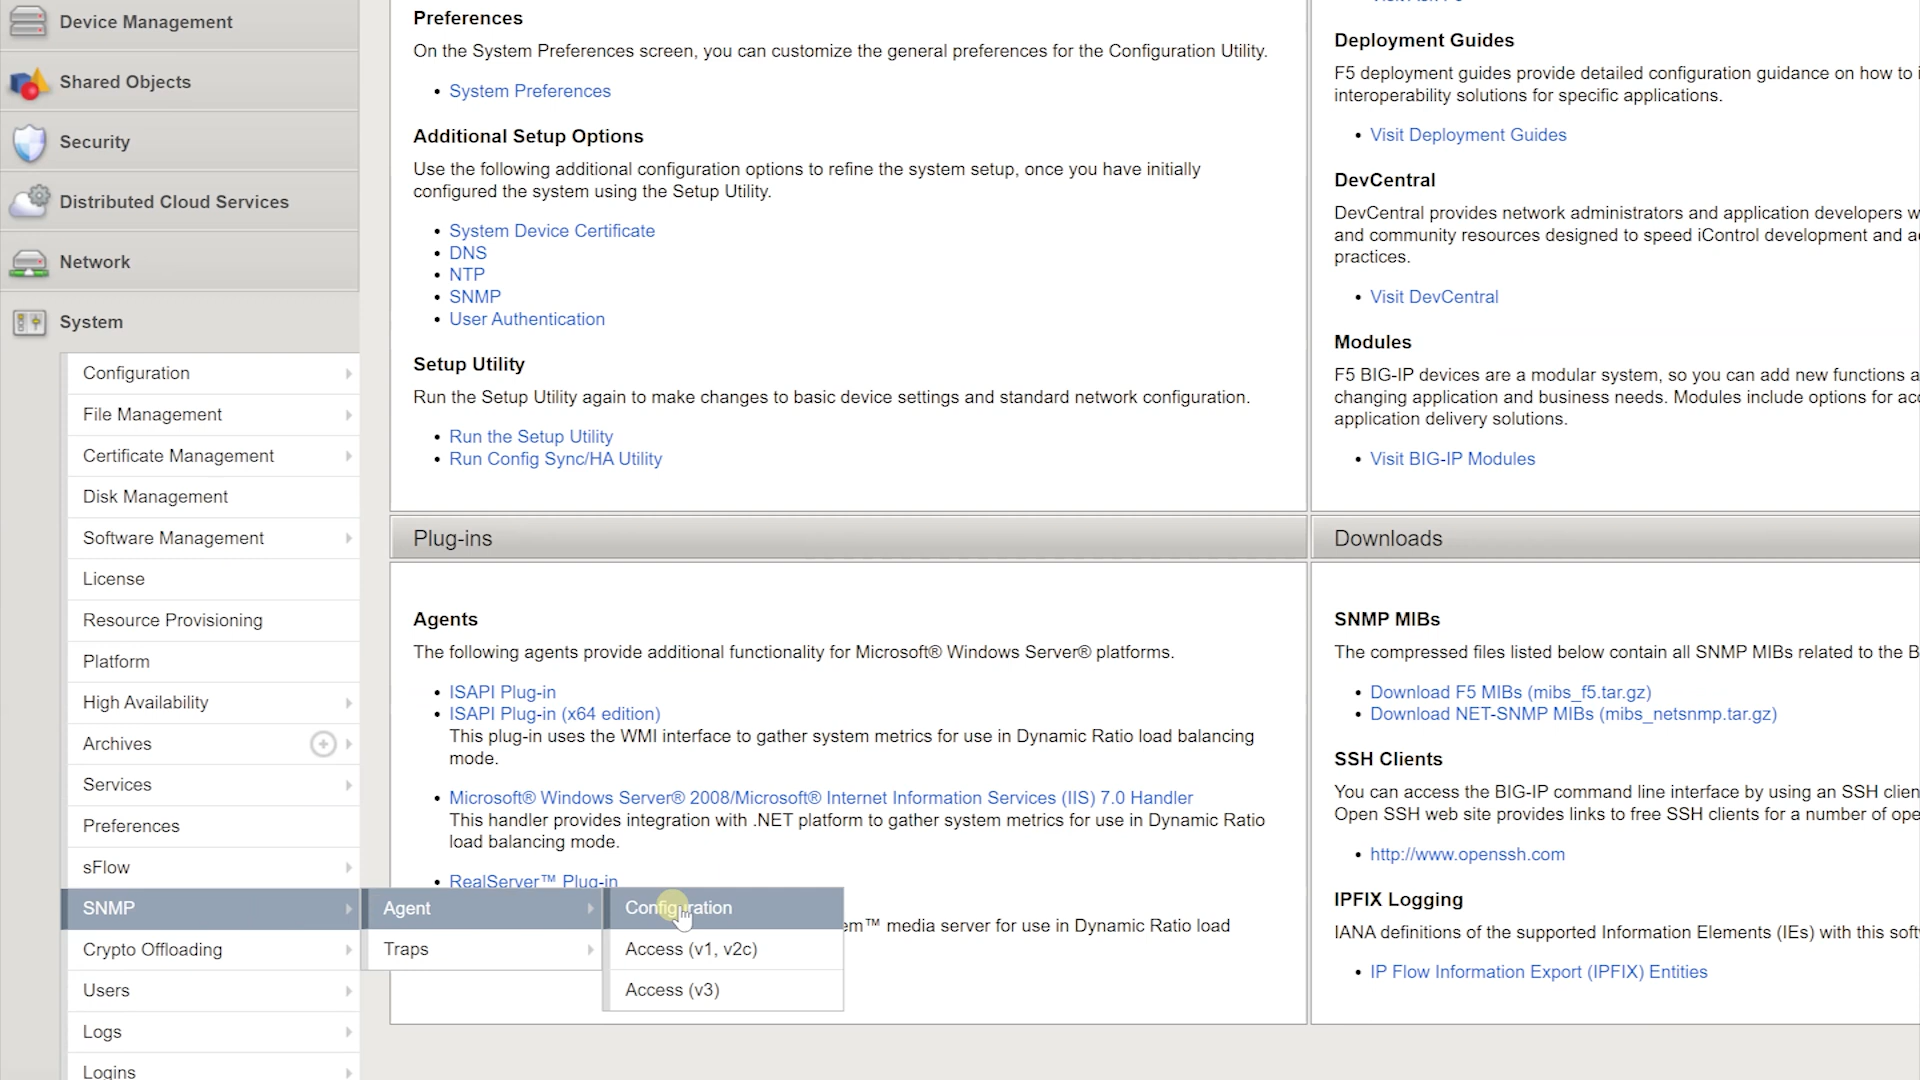 Device Management
Shared Objects
Security
Distributed Cloud Services
Network
System
Configuration
File Management
Certificate Management
Disk Management
Software Management
License
Resource Provisioning
Platform
High Availability
Archives
Services
Preferences
sFlow
SNMP
Crypto Offloading
Users
Logs
Logins
Agent
Traps
Configuration
Access (v1, v2c)
Access (v3)
Preferences
On the System Preferences screen, you can customize the general preferences for the Configuration Utility.
• System Preferences
Additional Setup Options
Use the following additional configuration options to refine the system setup, once you have initially
configured the system using the Setup Utility.
• System Device Certificate
• DNS
• NTP
• SNMP
• User Authentication
Setup Utility
Run the Setup Utility again to make changes to basic device settings and standard network configuration.
• Run the Setup Utility
• Run Config Sync/HA Utility
Plug-ins
Agents
The following agents provide additional functionality for Microsoft® Windows Server® platforms.
• ISAPI Plug-in
• ISAPI Plug-in (x64 edition)
This plug-in uses the WMI interface to gather system metrics for use in Dynamic Ratio load balancing
mode.
• Microsoft® Windows Server® 2008/Microsoft® Internet Information Services (IIS) 7.0 Handler
This handler provides integration with .NET platform to gather system metrics for use in Dynamic Ratio
load balancing mode.
• RealServer™ Plug-in
em™ media server for use in Dynamic Ratio load
Deployment Guides
F5 deployment guides provide detailed configuration guidance on how to i
interoperability solutions for specific applications.
• Visit Deployment Guides
DevCentral
DevCentral provides network administrators and application developers w
and community resources designed to speed iControl development and a
practices.
• Visit DevCentral
Modules
F5 BIG-IP devices are a modular system, so you can add new functions a
changing application and business needs. Modules include options for acc
application delivery solutions.
• Visit BIG-IP Modules
Downloads
SNMP MIBs
The compressed files listed below contain all SNMP MIBs related to the B
• Download F5 MIBs (mibs_f5.tar.gz)
• Download NET-SNMP MIBs (mibs_netsnmp.tar.gz)
SSH Clients
You can access the BIG-IP command line interface by using an SSH clien
Open SSH web site provides links to free SSH clients for a number of ope
• http://www.openssh.com
IPFIX Logging
IANA definitions of the supported Information Elements (IEs) with this soft
• IP Flow Information Export (IPFIX) Entities